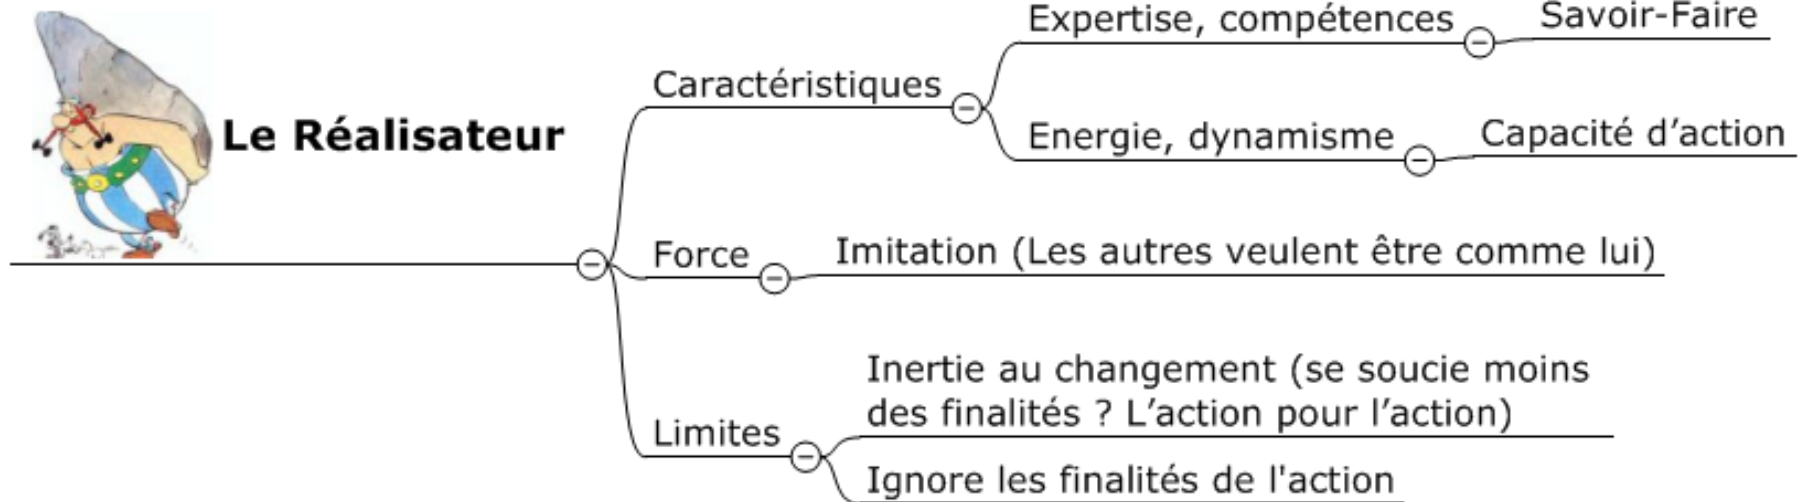 Le Réalisateur
Caractéristiques
Expertise, compétences
Savoir-Faire
Energie, dynamisme
Capacité d’action
Force
Imitation (Les autres veulent être comme lui)
Limites
Inertie au changement (se soucie moins
des finalités ? L’action pour l’action)
Ignore les finalités de l'action